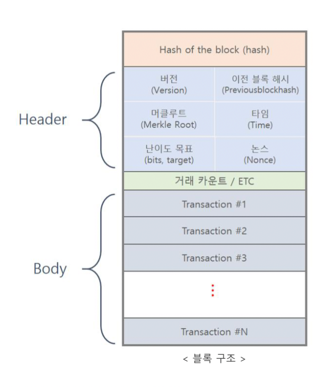 Hash of the block (hash)
Header
버전
(Version)
이전 블록 해시
(Previousblockhash)
머클루트
(Merkle Root)
타임
(Time)
난이도 목표
(bits, target)
논스
(Nonce)
거래 카운트 / ETC
Body
Transaction #1
Transaction #2
Transaction #3
Transaction #N
< 블록 구조 >